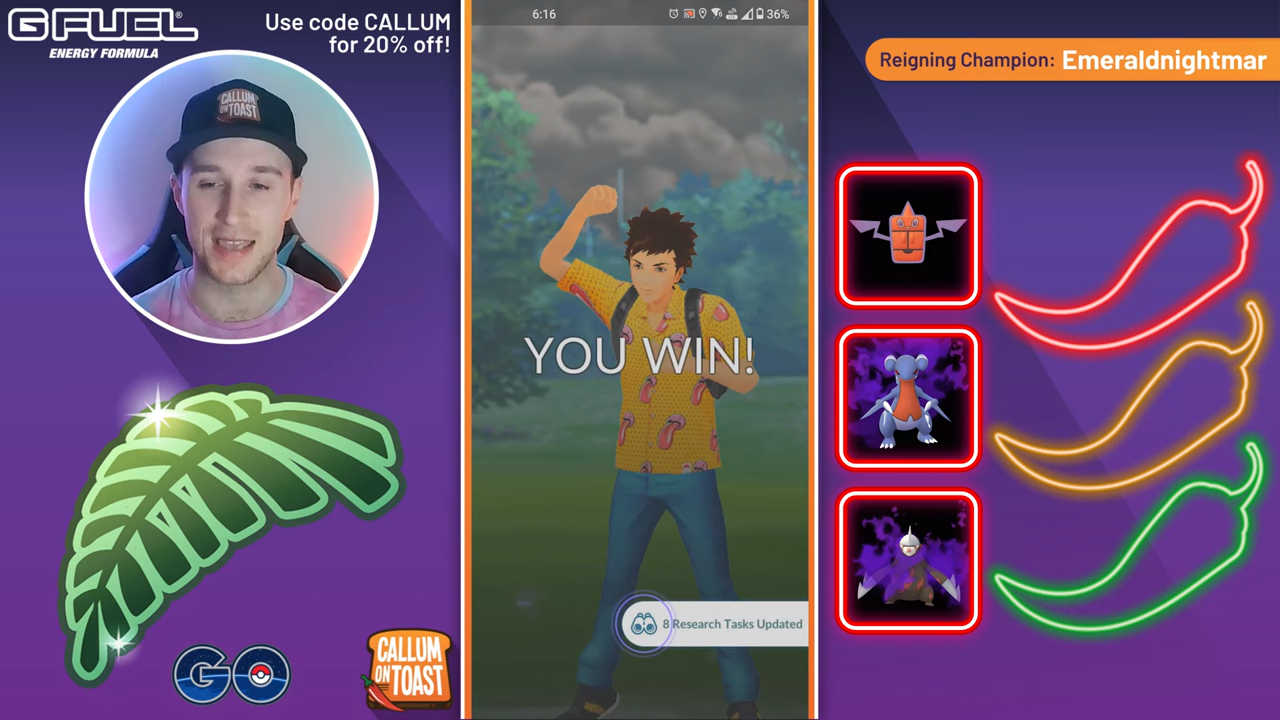 GFUEL
ENERGY FORMULA
Use code CALLUM
for 20% off!
CALLUM
ON TOAST
GO
CALLUM
ON
TOAST
6:16
36%
YOU WIN!
8 Research Tasks Updated
Reigning Champion: Emeraldnightmar